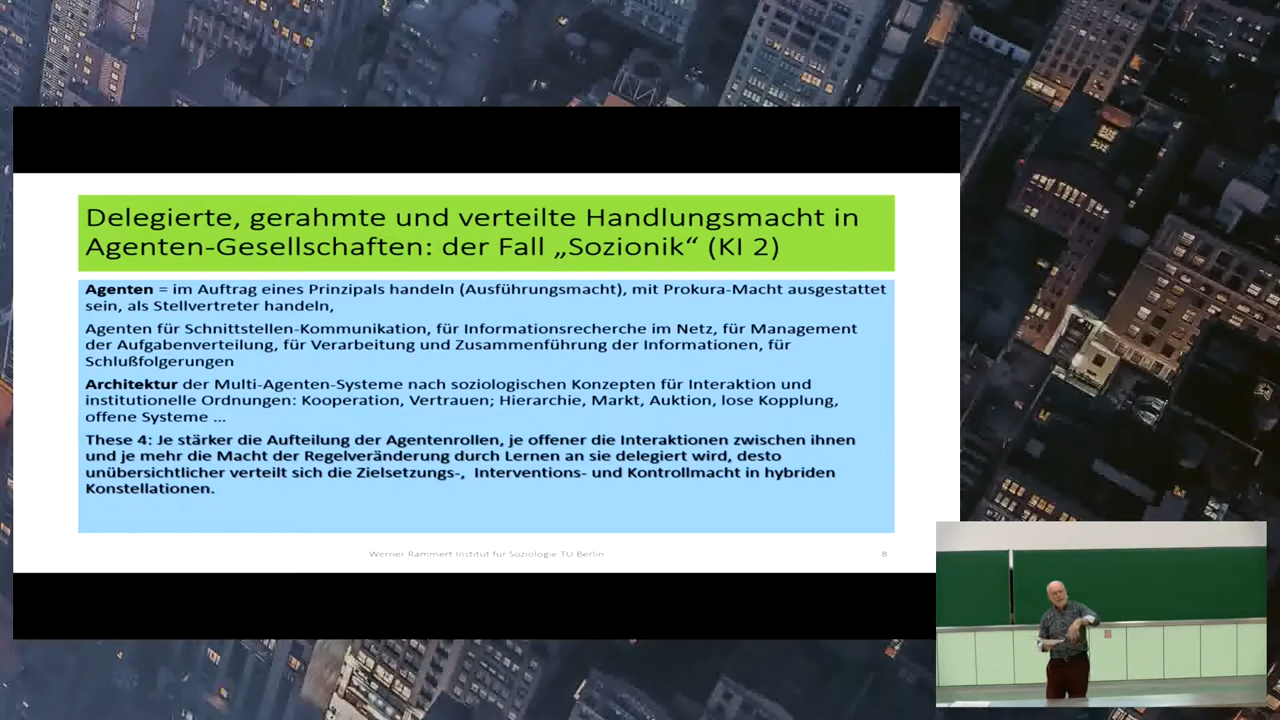 Delegierte, gerahmte und verteilte Handlungsmacht in
Agenten-Gesellschaften: der Fall „Sozionik“ (KI 2)
Agenten = im Auftrag eines Prinzipals handeln (Ausführungsmacht), mit Prokura-Macht ausgestattet
sein, als Stellvertreter handeln,
Agenten für Schnittstellen-Kommunikation, für Informationsrecherche im Netz, für Management
der Aufgabenverteilung, für Verarbeitung und Zusammenführung der Informationen, für
Schlußfolgerungen
Architektur der Multi-Agenten-Systeme nach soziologischen Konzepten für Interaktion und
institutionelle Ordnungen: Kooperation, Vertrauen; Hierarchie, Markt, Auktion, lose Kopplung,
offene Systeme ...
These 4: Je stärker die Aufteilung der Agentenrollen, je offener die Interaktionen zwischen ihnen
und je mehr die Macht der Regelveränderung durch Lernen an sie delegiert wird, desto
unübersichtlicher verteilt sich die Zielsetzungs-, Interventions- und Kontrollmacht in hybriden
Konstellationen.
Werner Rammert Institut für Soziologie TU Berlin
8